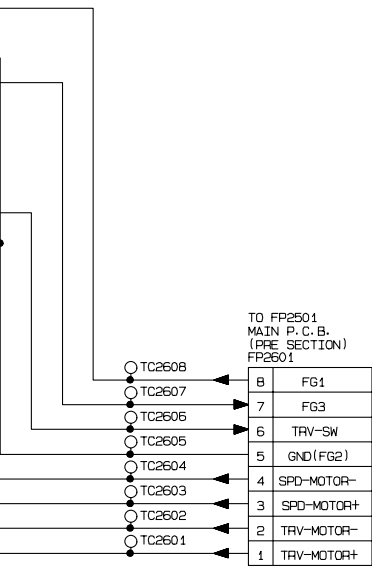 TO FP2501
MAIN P.C.B.
(PRE SECTION)
FP2601
TC2608
8 FG1
TC2607
7 FG3
TC2606
6 TRV-SW
TC2605
5 GND(FG2)
TC2604
4 SPD-MOTOR-
TC2603
3 SPD-MOTOR+
TC2602
2 TRV-MOTOR-
TC2601
1 TRV-MOTOR+